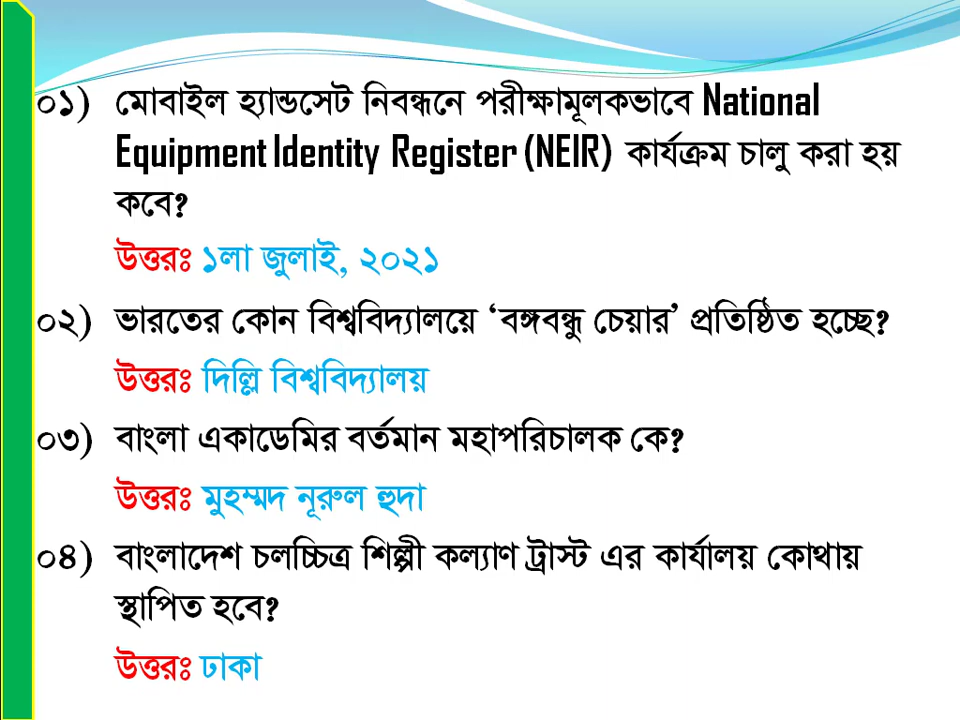 ০১) মোবাইল হ্যান্ডসেট নিবন্ধনে পরীক্ষামূলকভাবে National
Equipment Identity Register (NEIR) কার্যক্রম চালু করা হয়
কবে?
উত্তরঃ ১লা জুলাই, ২০২১
০২) ভারতের কোন বিশ্ববিদ্যালয়ে ‘বঙ্গবন্ধু চেয়ার’ প্রতিষ্ঠিত হচ্ছে?
উত্তরঃ দিল্লি বিশ্ববিদ্যালয়
০৩) বাংলা একাডেমির বর্তমান মহাপরিচালক কে?
উত্তরঃ মুহম্মদ নূরুল হুদা
০৪) বাংলাদেশ চলচ্চিত্র শিল্পী কল্যাণ ট্রাস্ট এর কার্যালয় কোথায়
স্থাপিত হবে?
উত্তরঃ ঢাকা